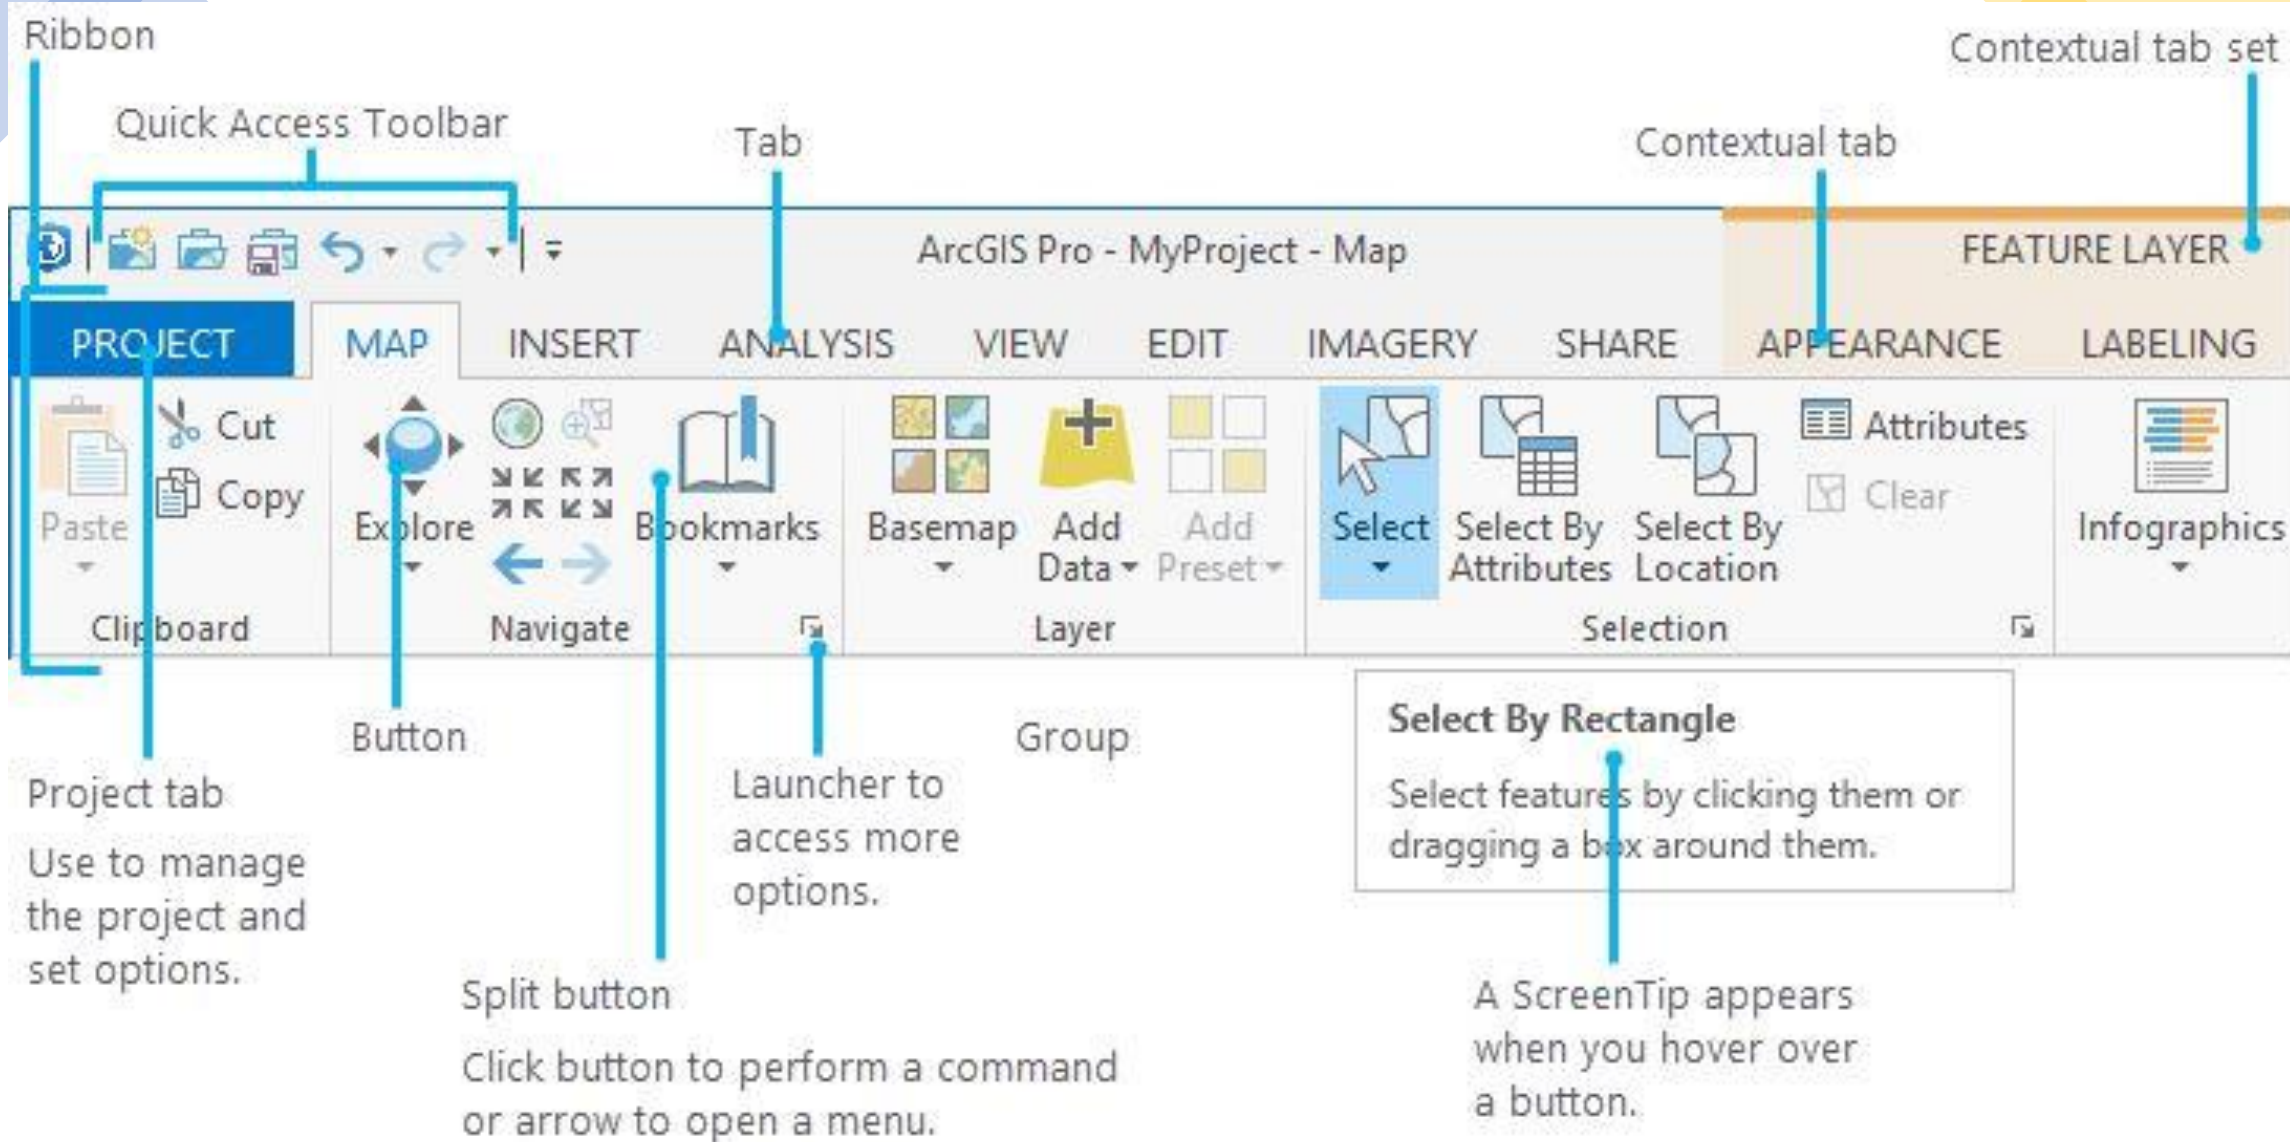 Ribbon
Contextual tab set
Quick Access Toolbar
Tab
Contextual tab
ArcGIS Pro - MyProject - Map
FEATURE LAYER
PROJECT
MAP
INSERT
ANALYSIS
VIEW
EDIT
IMAGERY
SHARE
APPEARANCE
LABELING
Paste
Cut
Copy
Clipboard
Explore
Bookmarks
Navigate
Basemap
Add
Data
Add
Preset
Layer
Select
Select By
Attributes
Select By
Location
Attributes
Clear
Selection
Infographics
Button
Group
Project tab
Use to manage
the project and
set options.
Launcher to
access more
options.
Select By Rectangle
Select features by clicking them or
dragging a box around them.
Split button
Click button to perform a command
or arrow to open a menu.
A ScreenTip appears
when you hover over
a button.